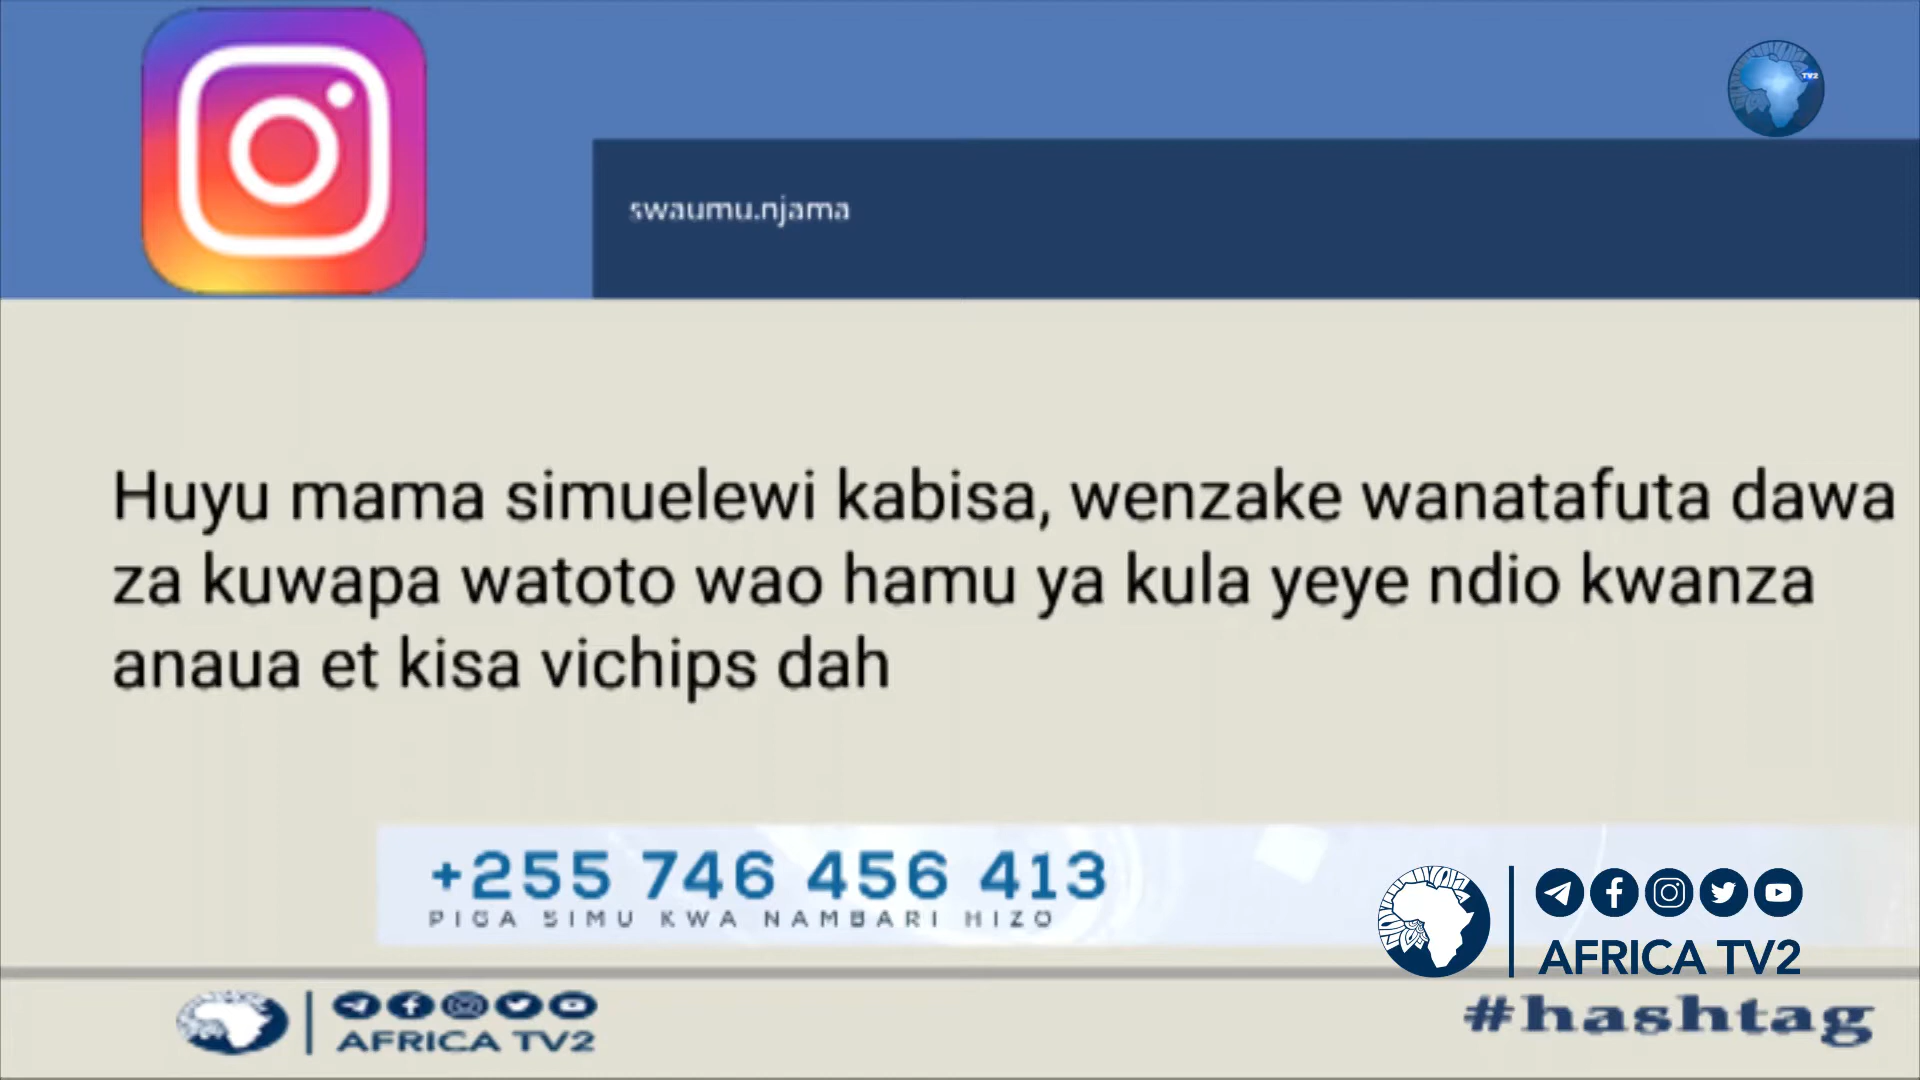 TV2
swaumu.njama
Huyu mama simuelewi kabisa, wenzake wanatafuta dawa
za kuwapa watoto wao hamu ya kula yeye ndio kwanza
anaua et kisa vichips dah
+255 746 456 413
PIGA SIMU KWA NAMBARI HIZO
AFRICA TV2
AFRICA TV2
#hashtag